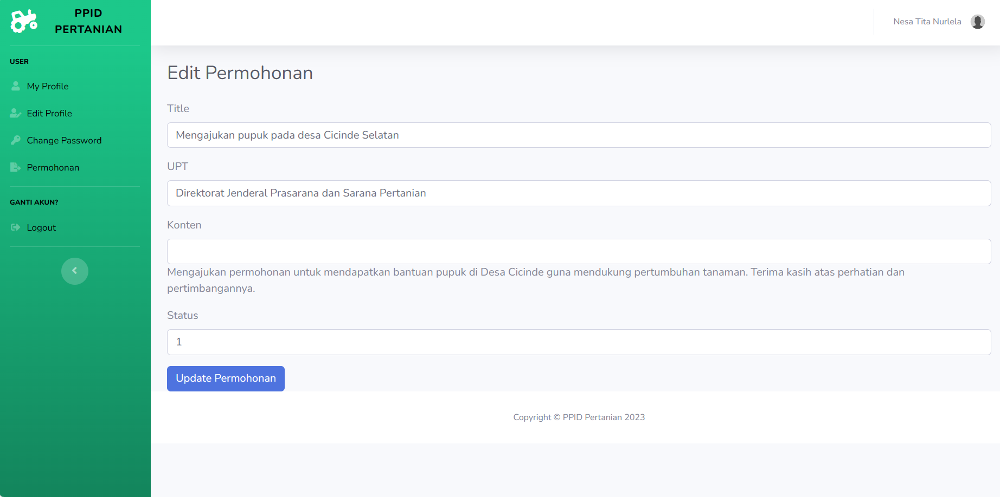 PPID
PERTANIAN
Nesa Tita Nurlela
USER
My Profile
Edit Profile
Change Password
Permohonan
GANTI AKUN?
Logout
Edit Permohonan
Title
Mengajukan pupuk pada desa Cicinde Selatan
UPT
Direktorat Jenderal Prasarana dan Sarana Pertanian
Konten
Mengajukan permohonan untuk mendapatkan bantuan pupuk di Desa Cicinde guna mendukung pertumbuhan tanaman. Terima kasih atas perhatian dan
pertimbangannya.
Status
1
Update Permohonan
Copyright © PPID Pertanian 2023